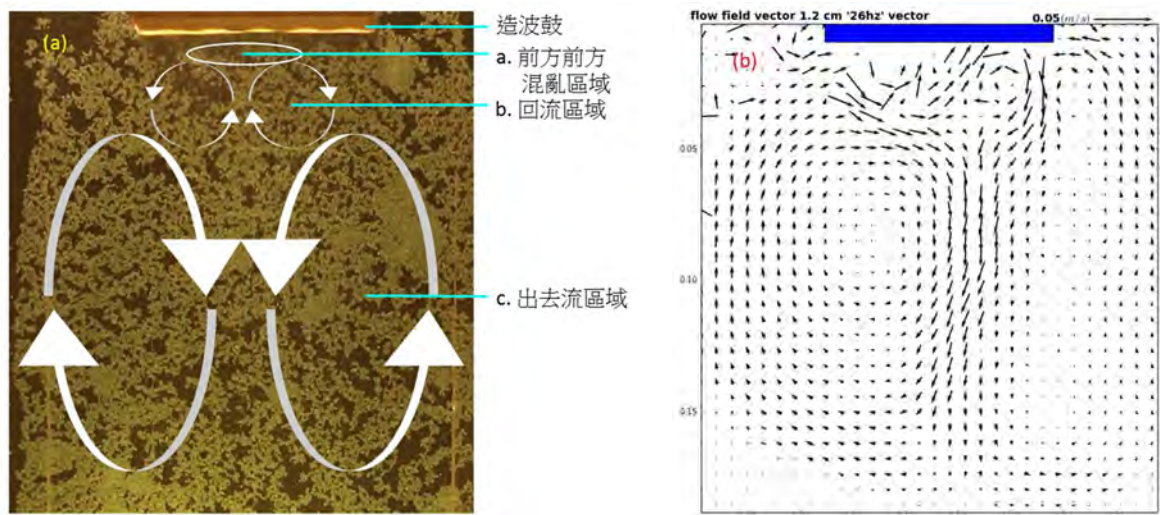 (a)
造波鼓
a. 前方前方
混亂區域
b. 回流區域
c. 出去流區域
flow field vector 1.2 cm '26hz' vector
0.05(m/s)
(b)
0.05
0.10
0.15